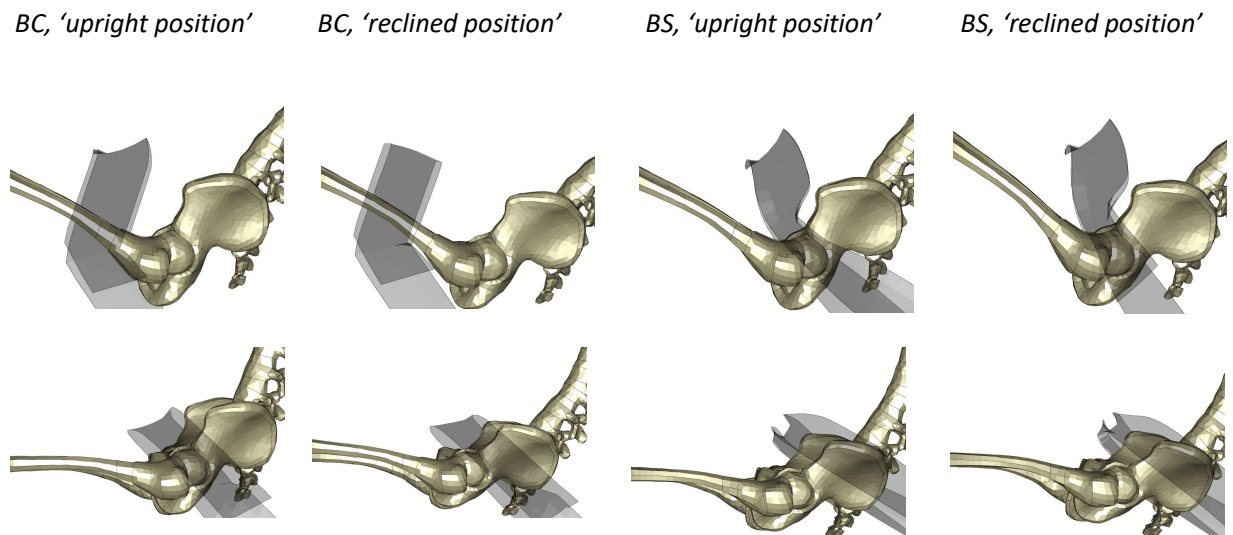 BC, ‘upright position’ BC, ‘reclined position’ BS, ‘upright position’ BS, ‘reclined position’